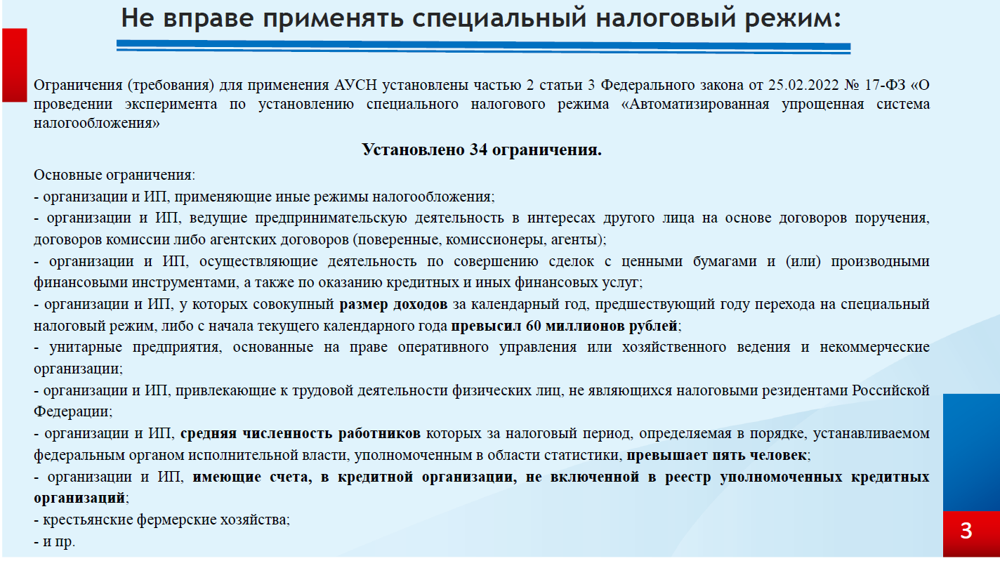 Не вправе применять специальный налоговый режим:
Ограничения (требования) для применения АУСН установлены частью 2 статьи 3 Федерального закона от 25.02.2022 № 17-ФЗ «О
проведении эксперимента по установлению специального налогового режима «Автоматизированная упрощенная система
налогообложения»
Установлено 34 ограничения.
Основные ограничения:
- организации и ИП, применяющие иные режимы налогообложения;
- организации и ИП, ведущие предпринимательскую деятельность в интересах другого лица на основе договоров поручения,
договоров комиссии либо агентских договоров (поверенные, комиссионеры, агенты);
- организации и ИП, осуществляющие деятельность по совершению сделок с ценными бумагами и (или) производными
финансовыми инструментами, а также по оказанию кредитных и иных финансовых услуг;
- организации и ИП, у которых совокупный размер доходов за календарный год, предшествующий году перехода на специальный
налоговый режим, либо с начала текущего календарного года превысил 60 миллионов рублей;
- унитарные предприятия, основанные на праве оперативного управления или хозяйственного ведения и некоммерческие
организации;
- организации и ИП, привлекающие к трудовой деятельности физических лиц, не являющихся налоговыми резидентами Российской
Федерации;
- организации и ИП, средняя численность работников которых за налоговый период, определяемая в порядке, устанавливаемом
федеральным органом исполнительной власти, уполномоченным в области статистики, превышает пять человек;
- организации и ИП, имеющие счета, в кредитной организации, не включенной в реестр уполномоченных кредитных
организаций;
- крестьянские фермерские хозяйства;
- и пр.
3